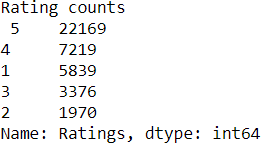 Rating counts
 5    22169
4    7219
1    5839
3    3376
2    1970
Name: Ratings, dtype: int64